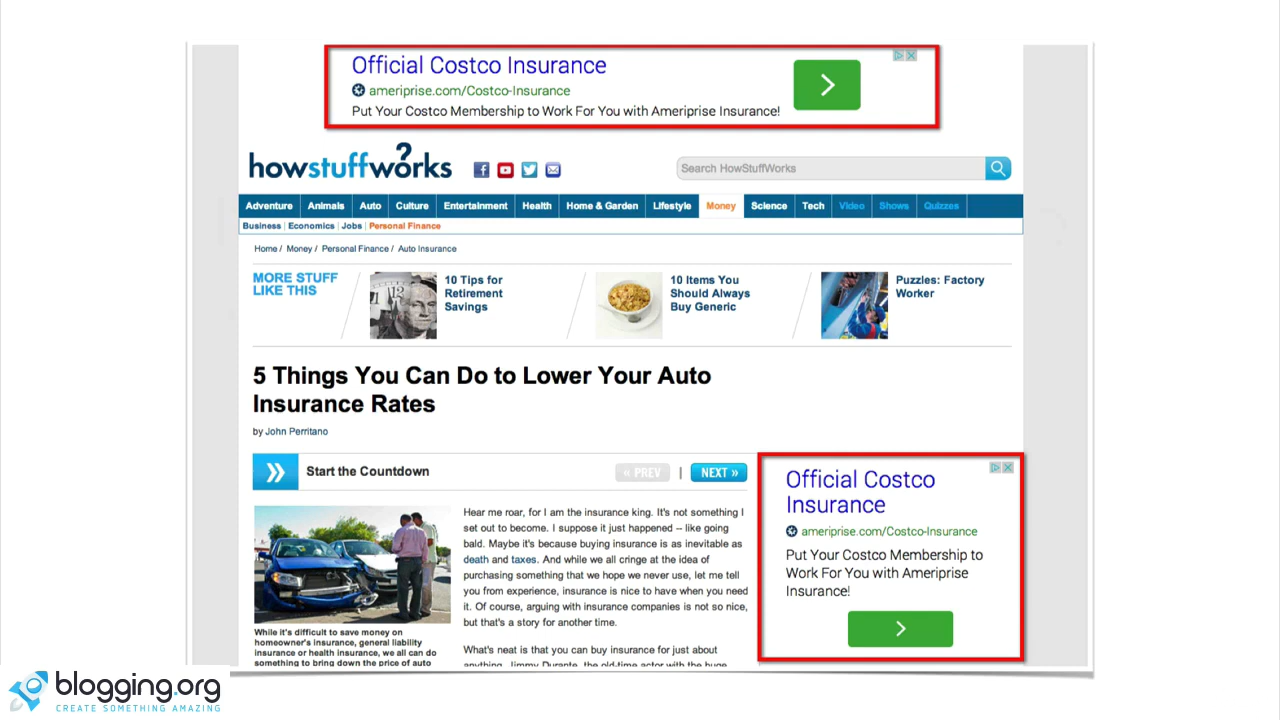 Official Costco Insurance
ameriprise.com/Costco-Insurance
Put Your Costco Membership to Work For You with Ameriprise Insurance!
howstuffworks
Search HowStuffWorks
Adventure Animals Auto Culture Entertainment Health Home & Garden Lifestyle Money Science Tech Video Shows Quizzes
Business | Economics | Jobs | Personal Finance
Home / Money / Personal Finance / Auto Insurance
MORE STUFF
LIKE THIS
10 Tips for
Retirement
Savings
10 Items You
Should Always
Buy Generic
Puzzles: Factory
Worker
5 Things You Can Do to Lower Your Auto
Insurance Rates
by John Perritano
Start the Countdown
« PREV | NEXT »
Hear me roar, for I am the insurance king. It's not something I
set out to become. I suppose it just happened -- like going
bald. Maybe it's because buying insurance is as inevitable as
death and taxes. And while we all cringe at the idea of
purchasing something that we hope we never use, let me tell
you from experience, insurance is nice to have when you need
it. Of course, arguing with insurance companies is not so nice,
but that's a story for another time.
What's neat is that you can buy insurance for just about
anything. Jimmy Durante, the old-time actor with the huge
While it's difficult to save money on
homeowner's insurance, general liability
insurance or health insurance, we all can do
something to bring down the price of auto
Official Costco
Insurance
ameriprise.com/Costco-Insurance
Put Your Costco Membership to
Work For You with Ameriprise
Insurance!
blogging.org
CREATE SOMETHING AMAZING